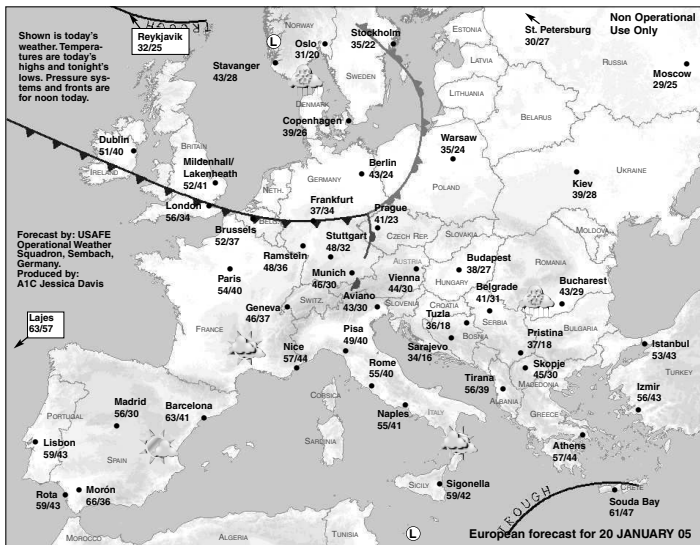 Shown is today's
weather. Tempera-
tures are today's
highs and tonight's
lows. Pressure sys-
tems and fronts are
for noon today.
TROUGH
Reykjavik
32/25
NORWAY
Oslo
31/20
L
Stockholm
35/22
ESTONIA
St. Petersburg
30/27
Non Operational
Use Only
Stavanger
43/28
SWEDEN
LATVIA
RUSSIA
Moscow
29/25
DENMARK
LITHUANIA
Copenhagen
39/26
BELARUS
Dublin
51/40
BRITAIN
IRELAND
Mildenhall/
Lakenheath
52/41
Berlin
43/24
Warsaw
35/24
NETH.
GERMANY
POLAND
UKRAINE
Kiev
39/28
London
56/34
Frankfurt
37/34
Prague
41/23
BELG.
Brussels
52/37
CZECH REP.
SLOVAKIA
MOLDOVA
Forecast by: USAFE
Operational Weather
Squadron, Sembach,
Germany.
Produced by:
A1C Jessica Davis
Stuttgart
48/32
Ramstein
48/36
AUSTRIA
Budapest
38/27
ROMANIA
Paris
54/40
Munich
46/30
Vienna
44/30
HUNGARY
Belgrade
41/31
Bucharest
43/29
Lajes
63/57
Geneva
46/37
SWITZ.
Aviano
43/30
SLOVENIA
CROATIA
Tuzla
36/18
SERBIA
FRANCE
BOSNIA
BULGARIA
Pisa
49/40
Sarajevo
34/16
Pristina
37/18
Istanbul
53/43
Nice
57/44
Rome
55/40
Skopje
45/30
MACEDONIA
TURKEY
Tirana
56/39
ALBANIA
Izmir
56/43
Madrid
56/30
Barcelona
63/41
CORSICA
Naples
55/41
ITALY
GREECE
PORTUGAL
SARDINIA
Lisbon
59/43
SPAIN
Athens
57/44
Rota
59/43
Morón
66/36
SICILY
Sigonella
59/42
TROUGH
CRETE
Souda Bay
61/47
MOROCCO
ALGERIA
TUNISIA
L
European forecast for 20 JANUARY 05